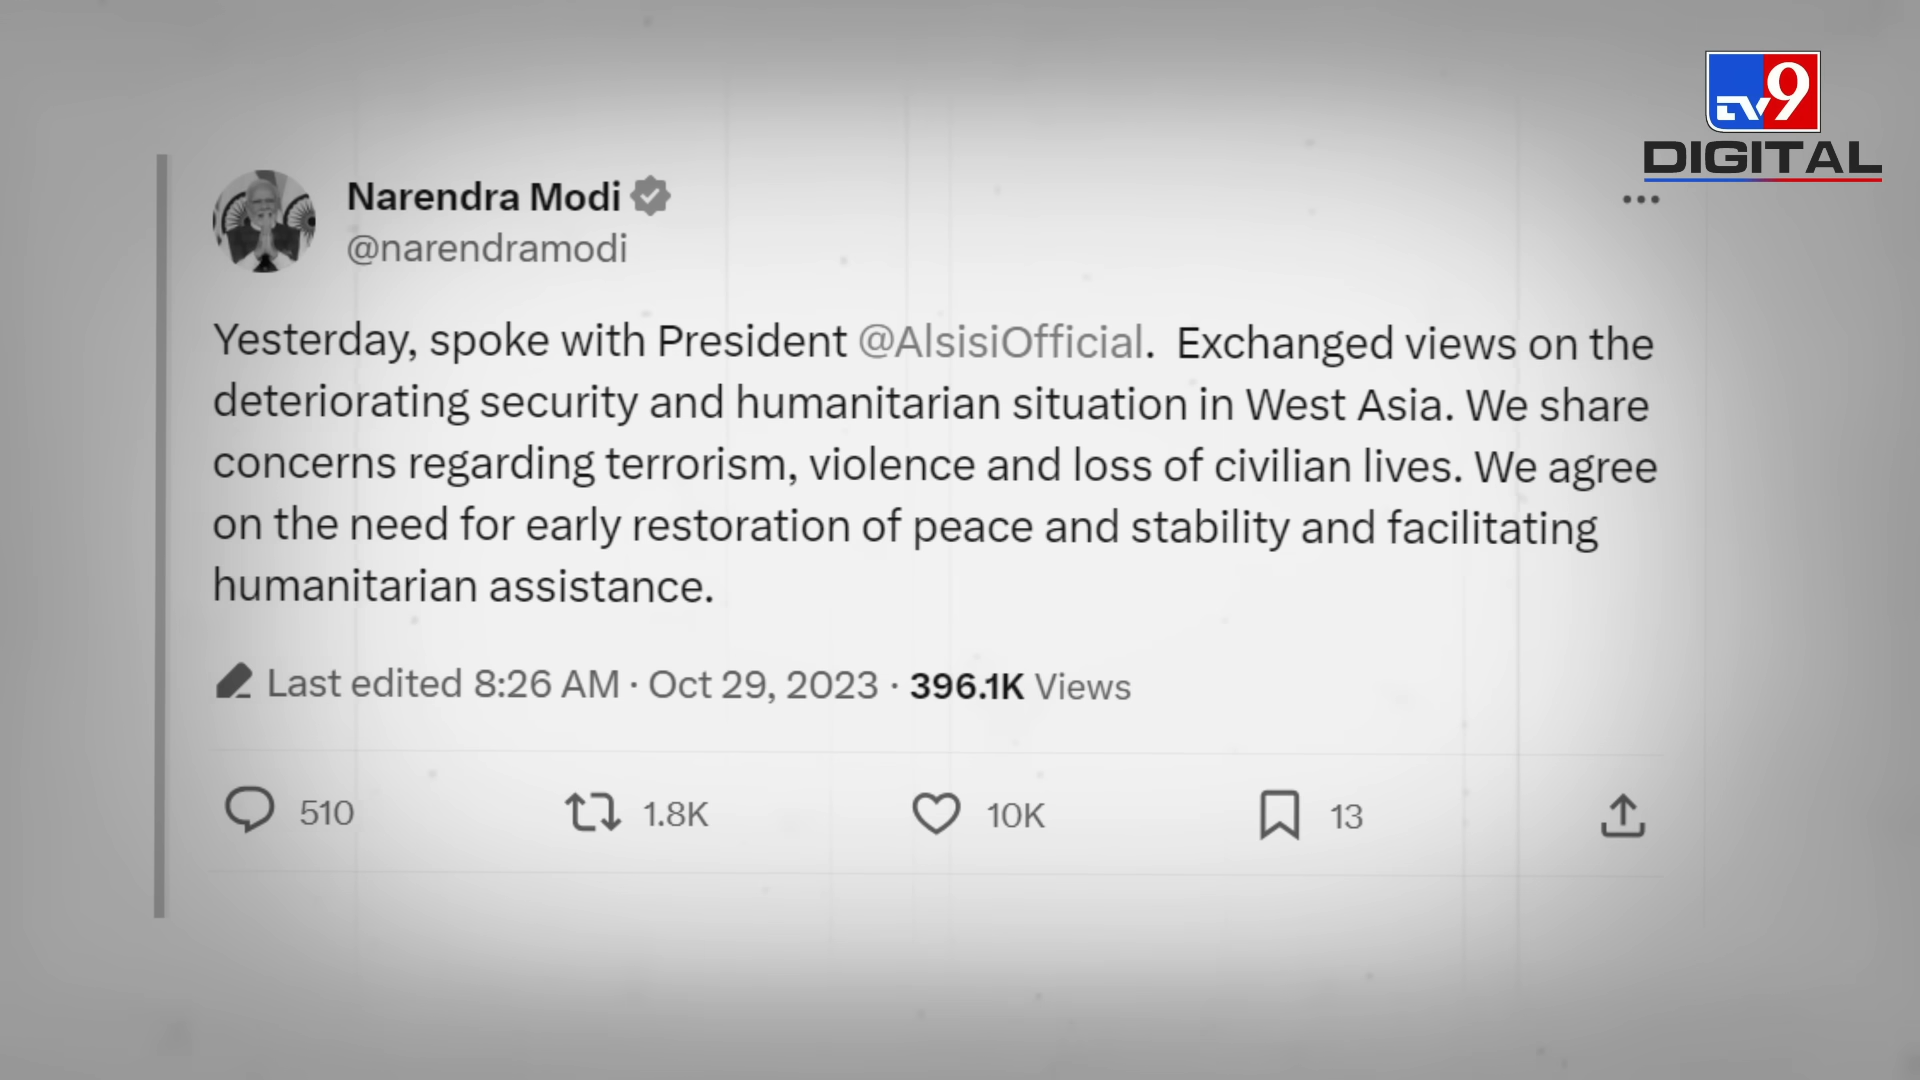 TV9
DIGITAL
Narendra Modi
@narendramodi
Yesterday, spoke with President @AlsisiOfficial. Exchanged views on the
deteriorating security and humanitarian situation in West Asia. We share
concerns regarding terrorism, violence and loss of civilian lives. We agree
on the need for early restoration of peace and stability and facilitating
humanitarian assistance.
Last edited 8:26 AM · Oct 29, 2023 · 396.1K Views
510 1.8K 10K 13